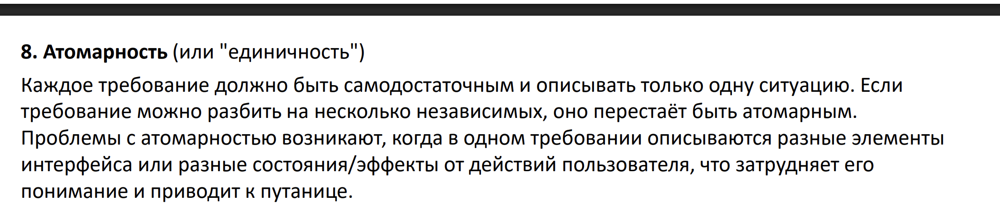 8. Атомарность (или "единичность")
Каждое требование должно быть самодостаточным и описывать только одну ситуацию. Если
требование можно разбить на несколько независимых, оно перестаёт быть атомарным.
Проблемы с атомарностью возникают, когда в одном требовании описываются разные элементы
интерфейса или разные состояния/эффекты от действий пользователя, что затрудняет его
понимание и приводит к путанице.